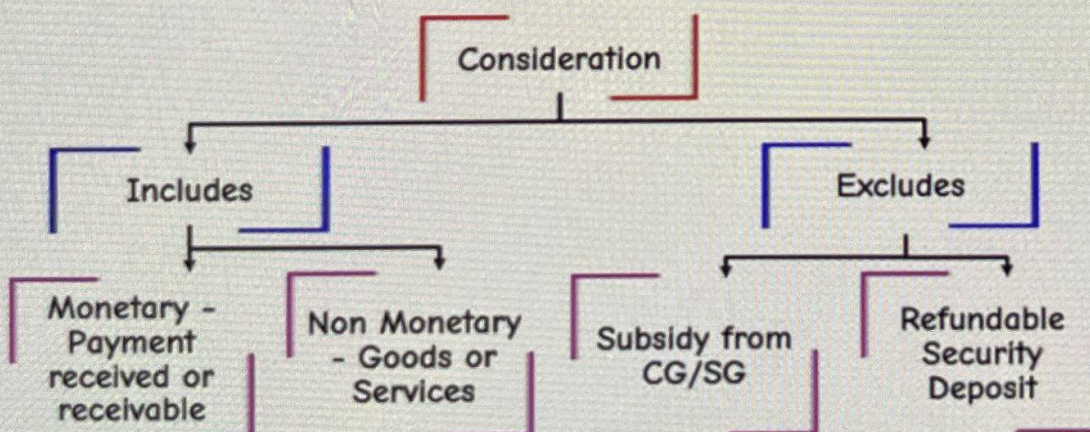 Consideration
Includes
Excludes
Monetary -
Payment
received or
receivable
Non Monetary
- Goods or
Services
Subsidy from
CG/SG
Refundable
Security
Deposit